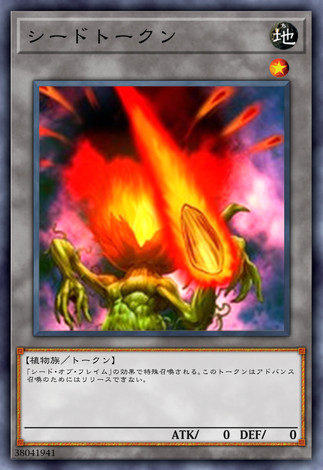 シードトークン
地
【植物族／トークン】
「シード・オブ・フレイム」の効果で特殊召喚される。このトークンはアドバンス
召喚のためにはリリースできない。
ATK/ 0 DEF/ 0
38041941